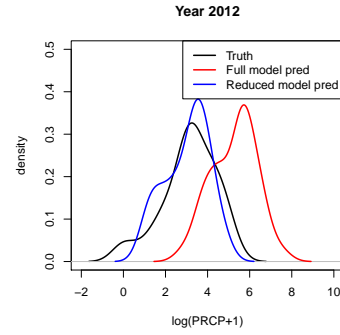 Year 2012
Truth
Full model pred
Reduced model pred
density
0.5
0.4
0.3
0.2
0.1
0.0
−2 0 2 4 6 8 10
log(PRCP+1)